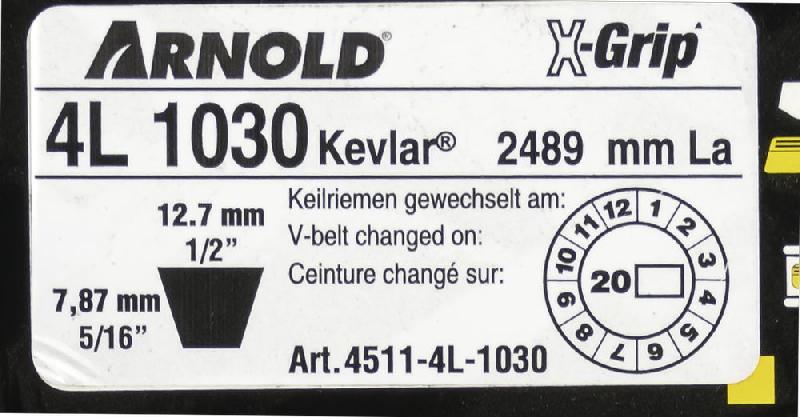 ARNOLD® X-Grip
4L 1030 Kevlar® 2489 mm La
12.7 mm
1/2”
7,87 mm
5/16”
Keilriemen gewechselt am:
V-belt changed on:
Ceinture changé sur:
12 1 2 3 4 5 6 7 8 9 10 11
20
Art.4511-4L-1030